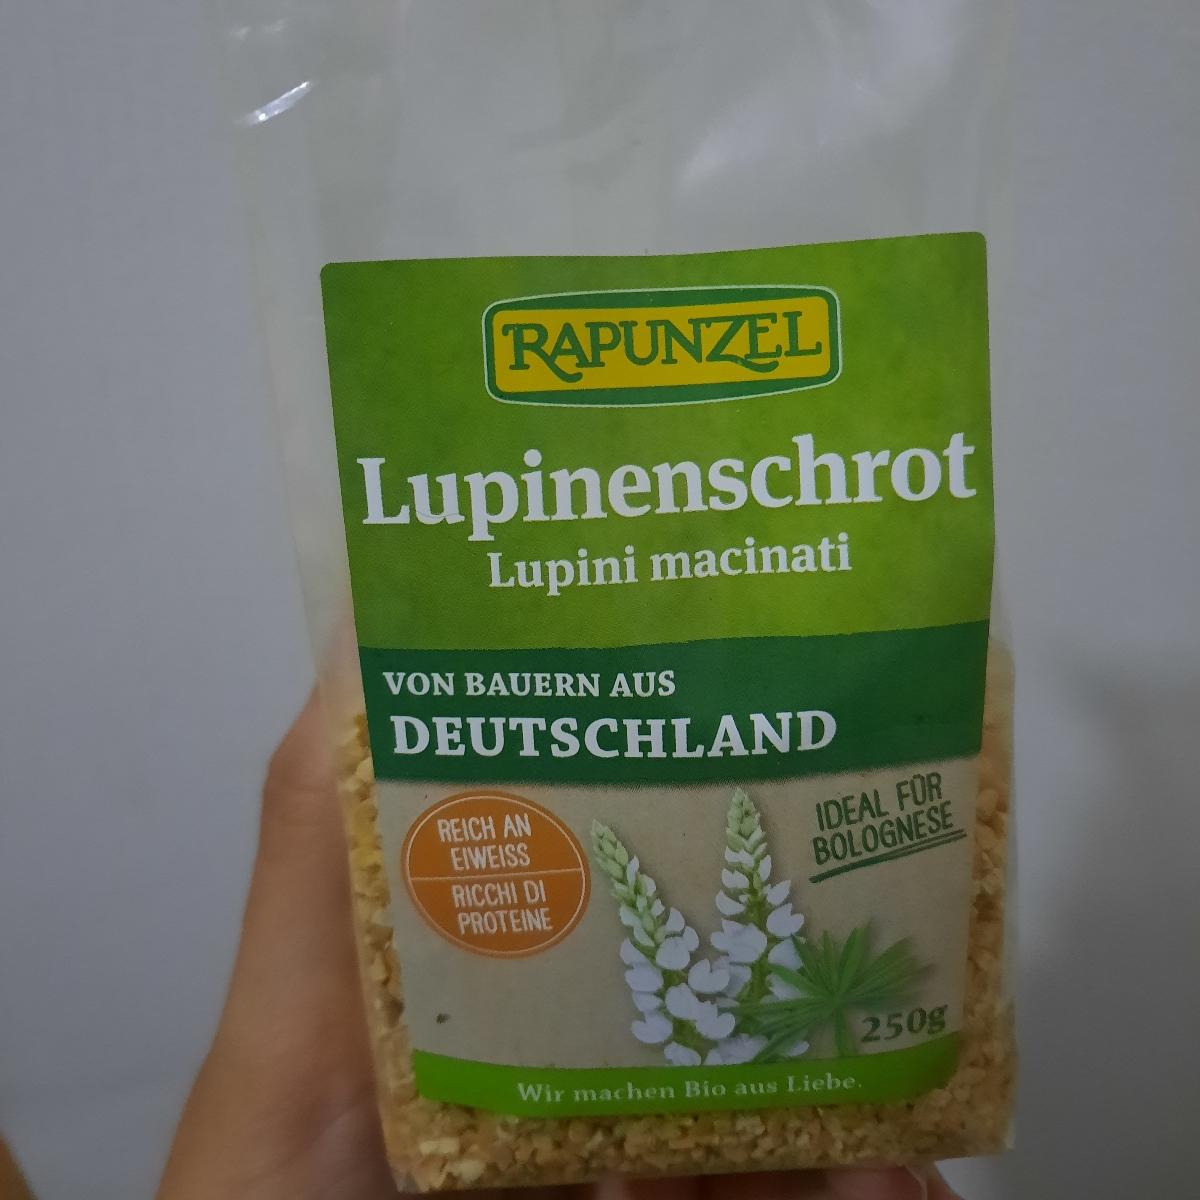 RAPUNZEL
Lupinenschrot
Lupini macinati
VON BAUERN AUS
DEUTSCHLAND
REICH AN
EIWEISS
RICCHI DI
PROTEINE
IDEAL FÜR
BOLOGNESE
250g
Wir machen Bio aus Liebe.